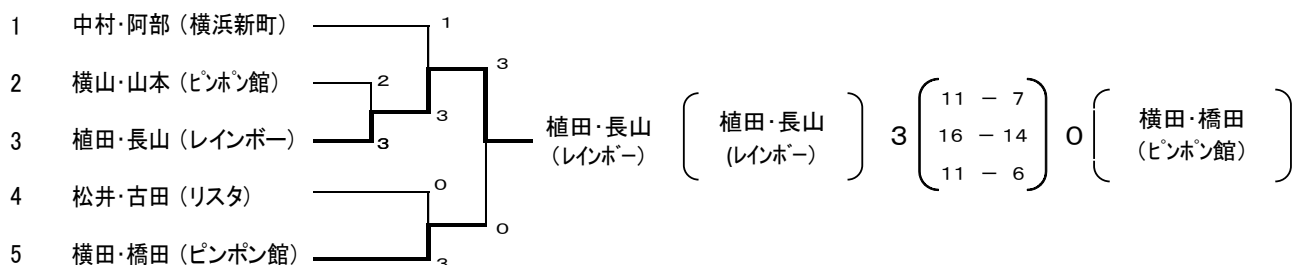 1 中村･阿部 (横浜新町) 1
2 横山･山本 (ﾋﾟﾝﾎﾟﾝ館) 2 3
3 植田･長山 (レインボー) 3 3
植田･長山
(ﾚｲﾝﾎﾞｰ)
植田･長山
(ﾚｲﾝﾎﾞｰ)
3
11 － 7
16 － 14
11 － 6
0
横田･橋田
(ﾋﾟﾝﾎﾟﾝ館)
4 松井･古田 (リスタ) 0
0
5 横田･橋田 (ピンポン館) 3